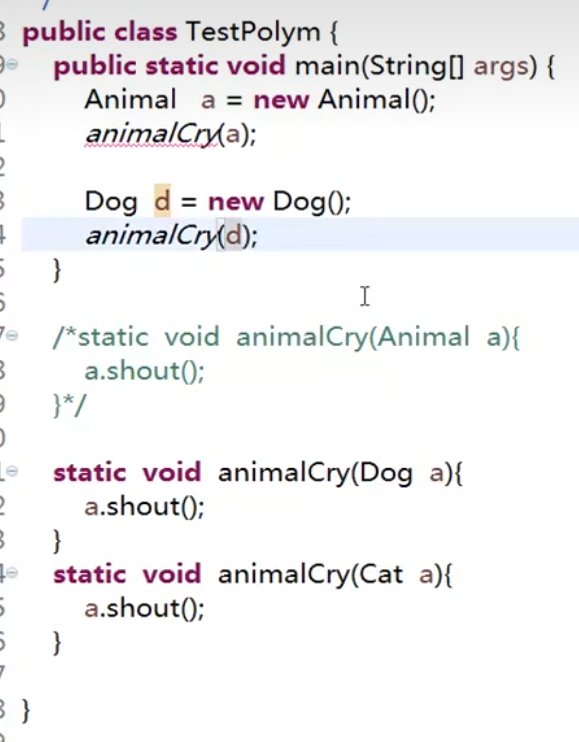 public class TestPolym {
public static void main(String[] args) {
Animal a = new Animal();
animalCry(a);
Dog d = new Dog();
animalCry(d);
}
/*static void animalCry(Animal a){
a.shout();
}*/
static void animalCry(Dog a){
a.shout();
}
static void animalCry(Cat a){
a.shout();
}
}